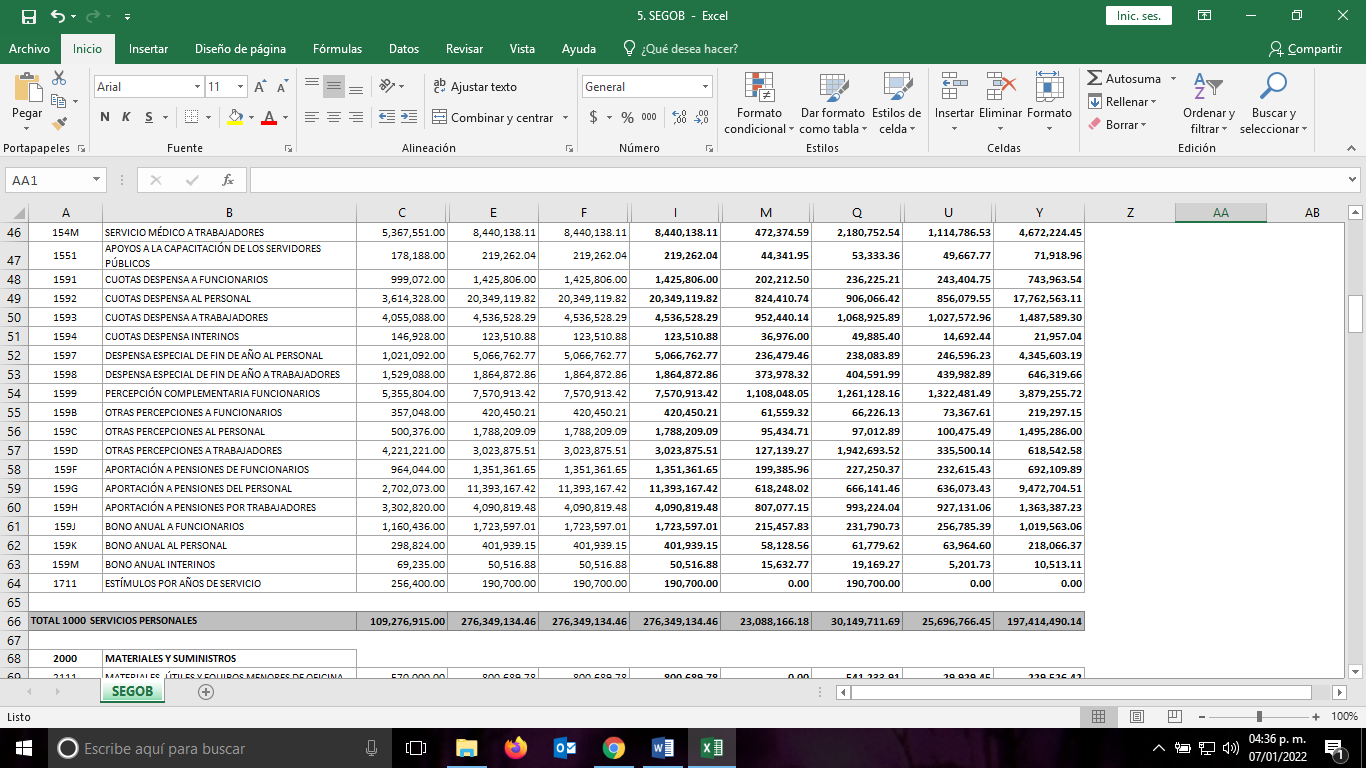 5. SEGOB - Excel
Inic. ses.
Archivo Inicio Insertar Diseño de página Fórmulas Datos Revisar Vista Ayuda ¿Qué desea hacer? Compartir
Pegar
Arial 11 A A
N K S A
ab Ajustar texto
Combinar y centrar
General
$ % 000
Formato condicional
Dar formato como tabla
Estilos de celda
Insertar Eliminar Formato
Autosuma
Rellenar
Borrar
Ordenar y filtrar
Buscar y seleccionar
Portapapeles Fuente Alineación Número Estilos Celdas Edición
AA1 fx
A B C E F I M Q U Y Z AA AB
46 154M SERVICIO MÉDICO A TRABAJADORES 5,367,551.00 8,440,138.11 8,440,138.11 8,440,138.11 472,374.59 2,180,752.54 1,114,786.53 4,672,224.45
47 1551 APOYOS A LA CAPACITACIÓN DE LOS SERVIDORES PÚBLICOS 178,188.00 219,262.04 219,262.04 219,262.04 44,341.95 53,333.36 49,667.77 71,918.96
48 1591 CUOTAS DESPENSA A FUNCIONARIOS 999,072.00 1,425,806.00 1,425,806.00 1,425,806.00 202,212.50 236,225.21 243,404.75 743,963.54
49 1592 CUOTAS DESPENSA AL PERSONAL 3,614,328.00 20,349,119.82 20,349,119.82 20,349,119.82 824,410.74 906,066.42 856,079.55 17,762,563.11
50 1593 CUOTAS DESPENSA A TRABAJADORES 4,055,088.00 4,536,528.29 4,536,528.29 4,536,528.29 952,440.14 1,068,925.89 1,027,572.96 1,487,589.30
51 1594 CUOTAS DESPENSA INTERINOS 146,928.00 123,510.88 123,510.88 123,510.88 36,976.00 49,885.40 14,692.44 21,957.04
52 1597 DESPENSA ESPECIAL DE FIN DE AÑO AL PERSONAL 1,021,092.00 5,066,762.77 5,066,762.77 5,066,762.77 236,479.46 238,083.89 246,596.23 4,345,603.19
53 1598 DESPENSA ESPECIAL DE FIN DE AÑO A TRABAJADORES 1,529,088.00 1,864,872.86 1,864,872.86 1,864,872.86 373,978.32 404,591.99 439,982.89 646,319.66
54 1599 PERCEPCIÓN COMPLEMENTARIA FUNCIONARIOS 5,355,804.00 7,570,913.42 7,570,913.42 7,570,913.42 1,108,048.05 1,261,128.16 1,322,481.49 3,879,255.72
55 159B OTRAS PERCEPCIONES A FUNCIONARIOS 357,048.00 420,450.21 420,450.21 420,450.21 61,559.32 66,226.13 73,367.61 219,297.15
56 159C OTRAS PERCEPCIONES AL PERSONAL 500,376.00 1,788,209.09 1,788,209.09 1,788,209.09 95,434.71 97,012.89 100,475.49 1,495,286.00
57 159D OTRAS PERCEPCIONES A TRABAJADORES 4,221,221.00 3,023,875.51 3,023,875.51 3,023,875.51 127,139.27 1,942,693.52 335,500.14 618,542.58
58 159F APORTACIÓN A PENSIONES DE FUNCIONARIOS 964,044.00 1,351,361.65 1,351,361.65 1,351,361.65 199,385.96 227,250.37 232,615.43 692,109.89
59 159G APORTACIÓN A PENSIONES DEL PERSONAL 2,702,073.00 11,393,167.42 11,393,167.42 11,393,167.42 618,248.02 666,141.46 636,073.43 9,472,704.51
60 159H APORTACIÓN A PENSIONES POR TRABAJADORES 3,302,820.00 4,090,819.48 4,090,819.48 4,090,819.48 807,077.15 993,224.04 927,131.06 1,363,387.23
61 159J BONO ANUAL A FUNCIONARIOS 1,160,436.00 1,723,597.01 1,723,597.01 1,723,597.01 215,457.83 231,790.73 256,785.39 1,019,563.06
62 159K BONO ANUAL AL PERSONAL 298,824.00 401,939.15 401,939.15 401,939.15 58,128.56 61,779.62 63,964.60 218,066.37
63 159M BONO ANUAL INTERINOS 69,235.00 50,516.88 50,516.88 50,516.88 15,632.77 19,169.27 5,201.73 10,513.11
64 1711 ESTÍMULOS POR AÑOS DE SERVICIO 256,400.00 190,700.00 190,700.00 190,700.00 0.00 190,700.00 0.00 0.00
65
66 TOTAL 1000 SERVICIOS PERSONALES 109,276,915.00 276,349,134.46 276,349,134.46 276,349,134.46 23,088,166.18 30,149,711.69 25,696,766.45 197,414,490.14
67
68 2000 MATERIALES Y SUMINISTROS
69 2111 MATERIALES, ÚTILES Y EQUIPOS MENORES DE OFICINA 570,000.00 800,689.78 800,689.78 800,689.78 0.00 541,233.91 29,929.45 229,526.42
SEGOB
Listo 100%
Escribe aquí para buscar
04:36 p. m.
07/01/2022
1